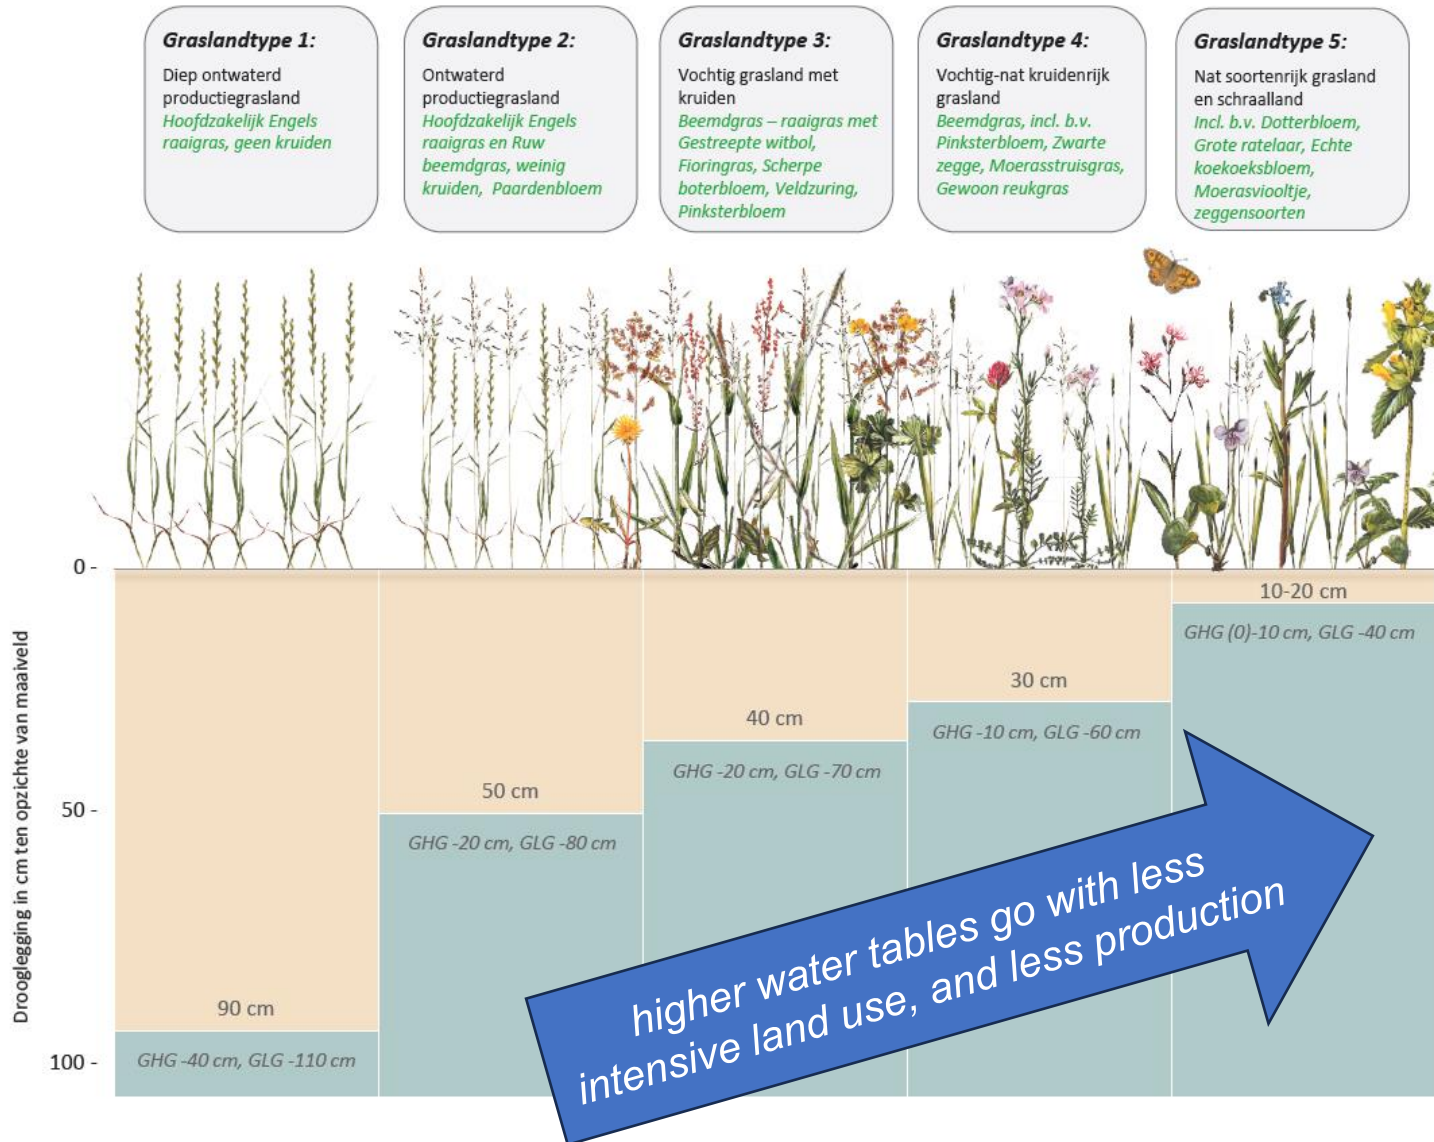 Graslandtype 1:
Diep ontwaterd
productiegrasland
Hoofdzakelijk Engels
raaigras, geen kruiden
Graslandtype 2:
Ontwaterd
productiegrasland
Hoofdzakelijk Engels
raaigras en Ruw
beemdgras, weinig
kruiden, Paardenbloem
Graslandtype 3:
Vochtig grasland met
kruiden
Beemdgras – raaigras met
Gestreepte witbol,
Fioringras, Scherpe
boterbloem, Veldzuring,
Pinksterbloem
Graslandtype 4:
Vochtig-nat kruidenrijk
grasland
Beemdgras, incl. b.v.
Pinksterbloem, Zwarte
zegge, Moerasstruisgras,
Gewoon reukgras
Graslandtype 5:
Nat soortenrijk grasland
en schraalland
Incl. b.v. Dotterbloem,
Grote ratelaar, Echte
koekoeksbloem,
Moerasviooltje,
zeggensoorten
Drooglegging in cm ten opzichte van maaiveld
0 -
50 -
100 -
90 cm
GHG -40 cm, GLG -110 cm
50 cm
GHG -20 cm, GLG -80 cm
40 cm
GHG -20 cm, GLG -70 cm
30 cm
GHG -10 cm, GLG -60 cm
10-20 cm
GHG (0)-10 cm, GLG -40 cm
higher water tables go with less
intensive land use, and less production